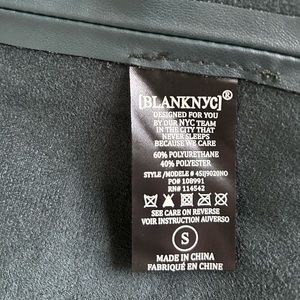 [BLANKNYC]®
DESIGNED FOR YOU
BY OUR NYC TEAM
IN THE CITY THAT
NEVER SLEEPS
BECAUSE WE CARE
60% POLYURETHANE
40% POLYESTER
STYLE /MODELE # 45IJ9020NO
PO# 108991
RN# 114542
SEE CARE ON REVERSE
VOIR INSTRUCTION AUVERSO
S
MADE IN CHINA
FABRIQUÉ EN CHINE